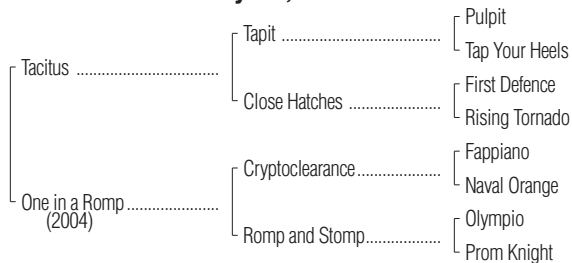 Pulpit
Tapit
Tap Your Heels
Tacitus
First Defence
Close Hatches
Rising Tornado
Fappiano
Cryptoclearance
Naval Orange
One in a Romp
(2004)
Olympio
Romp and Stomp
Prom Knight